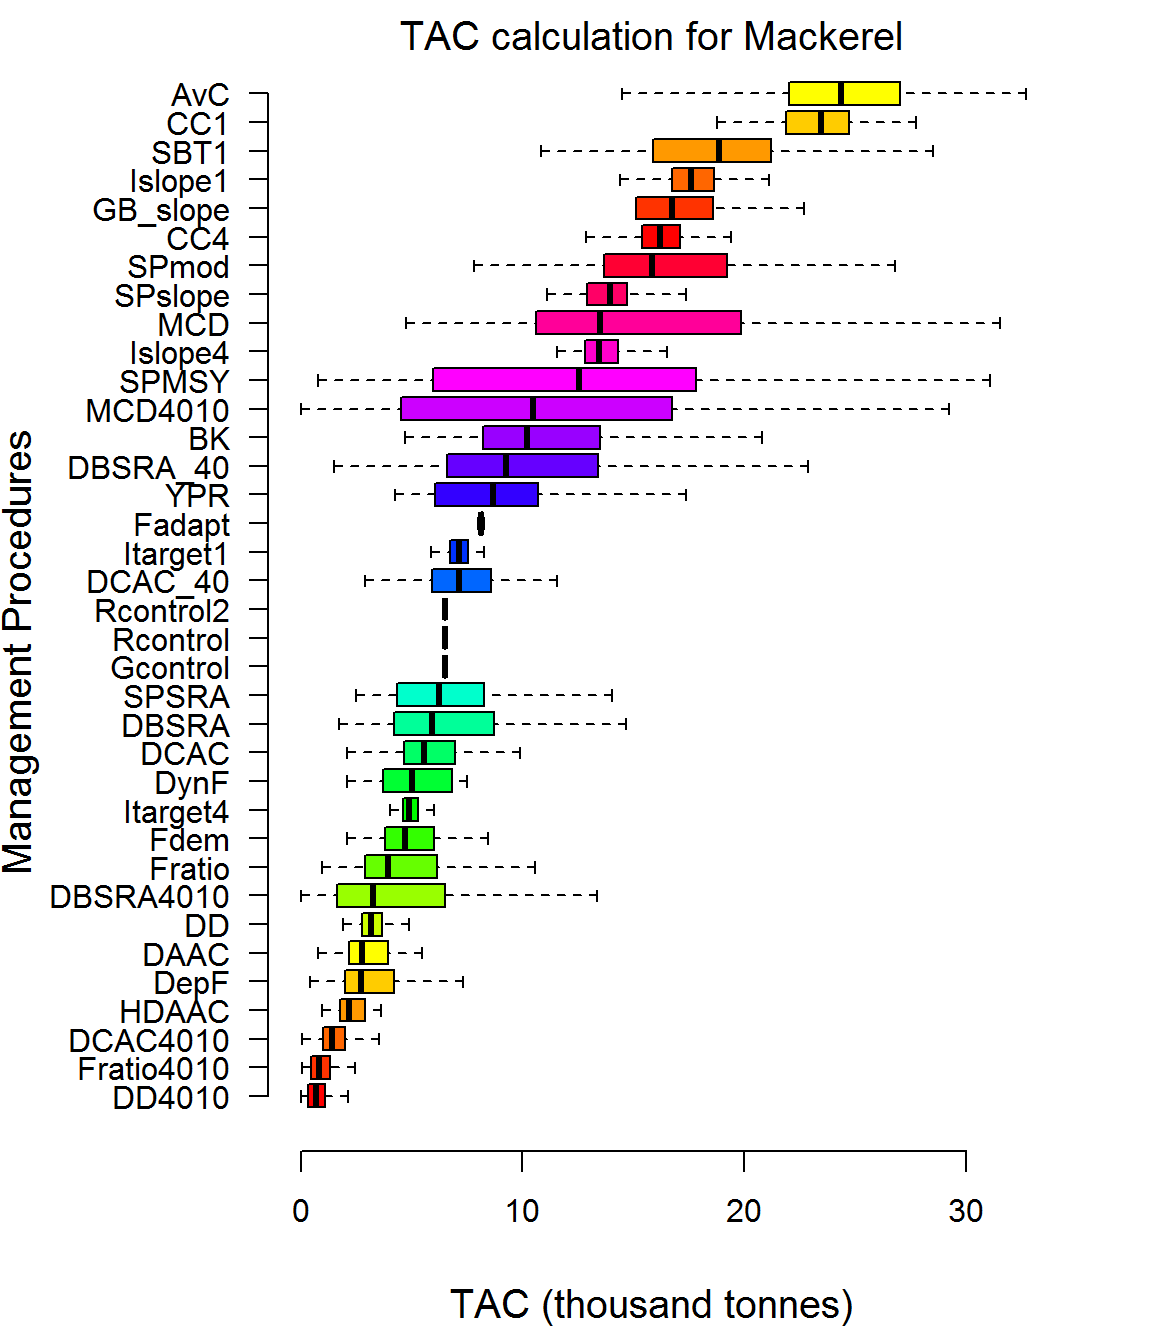 TAC calculation for Mackerel
AvC
CC1
SBT1
Islope1
GB_slope
CC4
SPmod
SPslope
MCD
Islope4
SPMSY
MCD4010
BK
DBSRA_40
YPR
Fadapt
Itarget1
DCAC_40
Rcontrol2
Rcontrol
Gcontrol
SPSRA
DBSRA
DCAC
DynF
Itarget4
Fdem
Fratio
DBSRA4010
DD
DAAC
DepF
HDAAC
DCAC4010
Fratio4010
DD4010
Management Procedures
0 10 20 30
TAC (thousand tonnes)